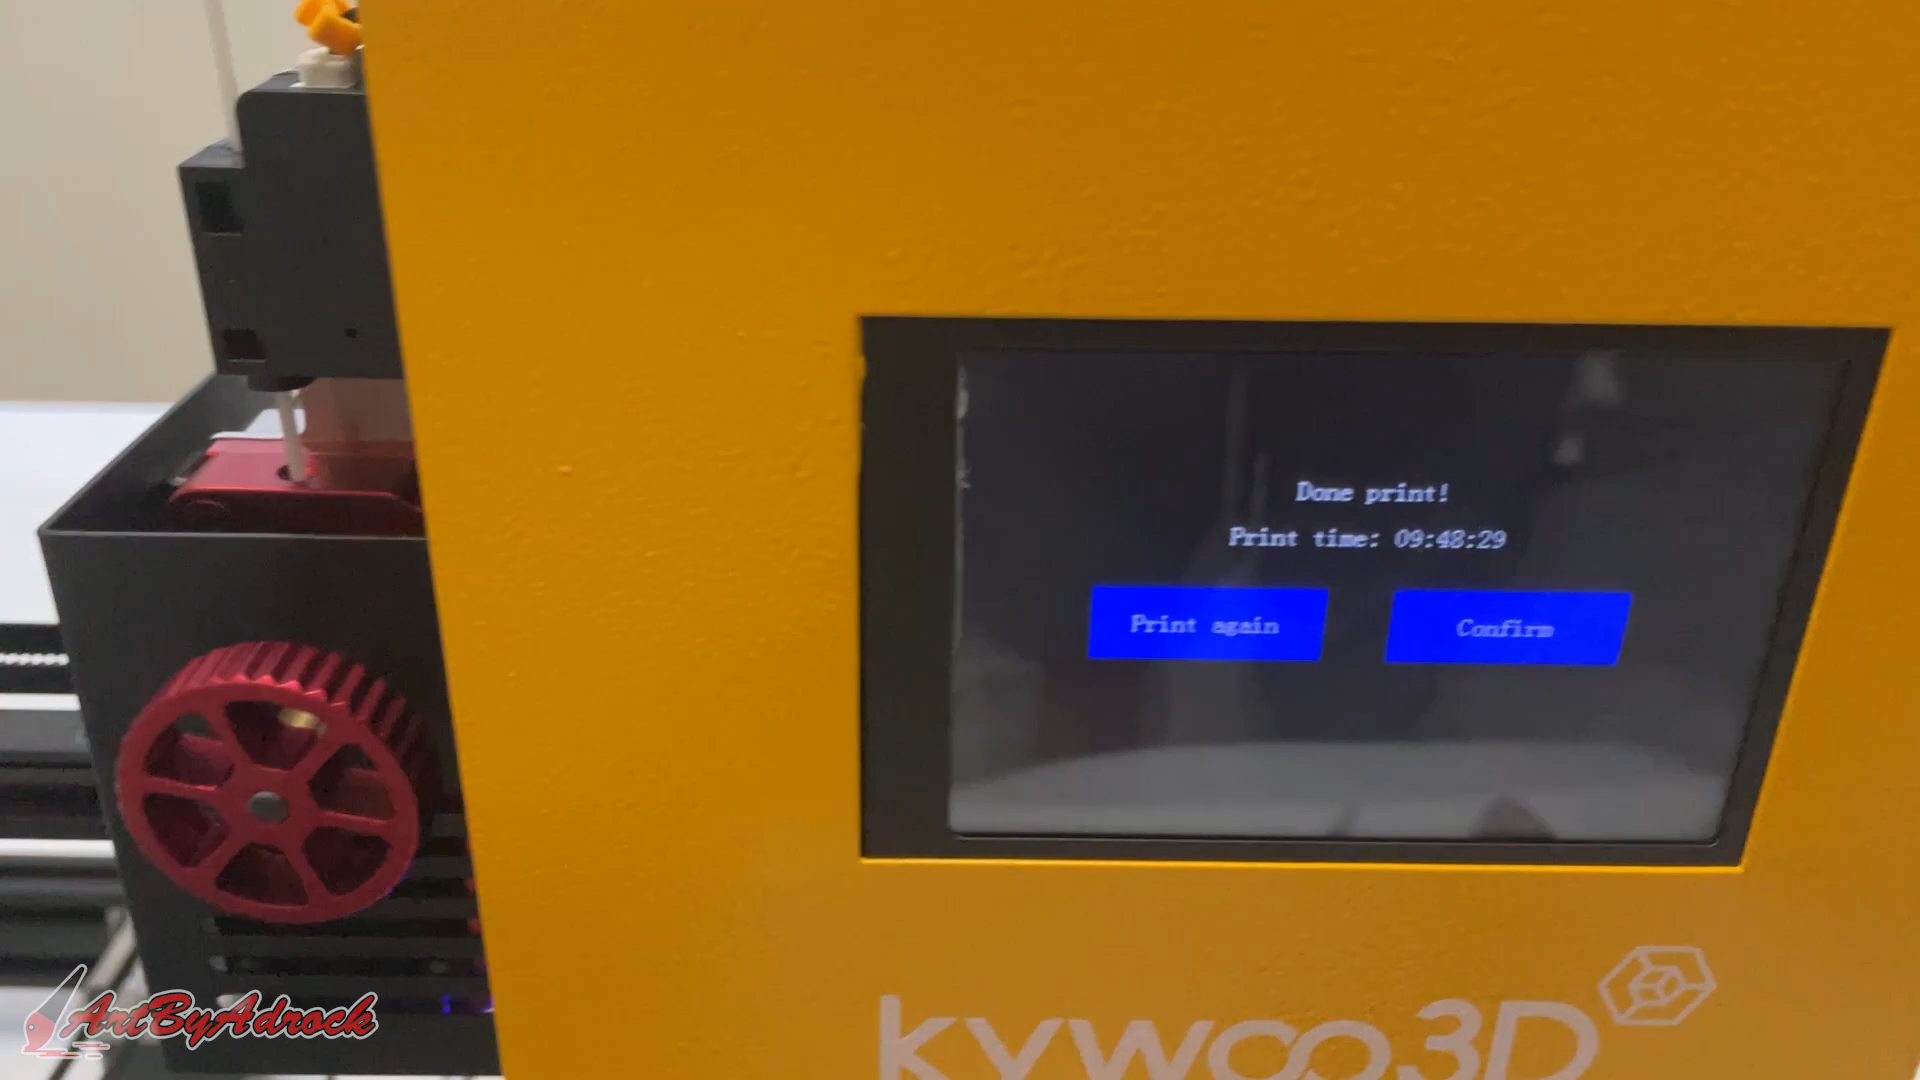 Done print!
Print time: 09:48:29
Print again
Confirm
KYWOO3D
ArtByAdrock